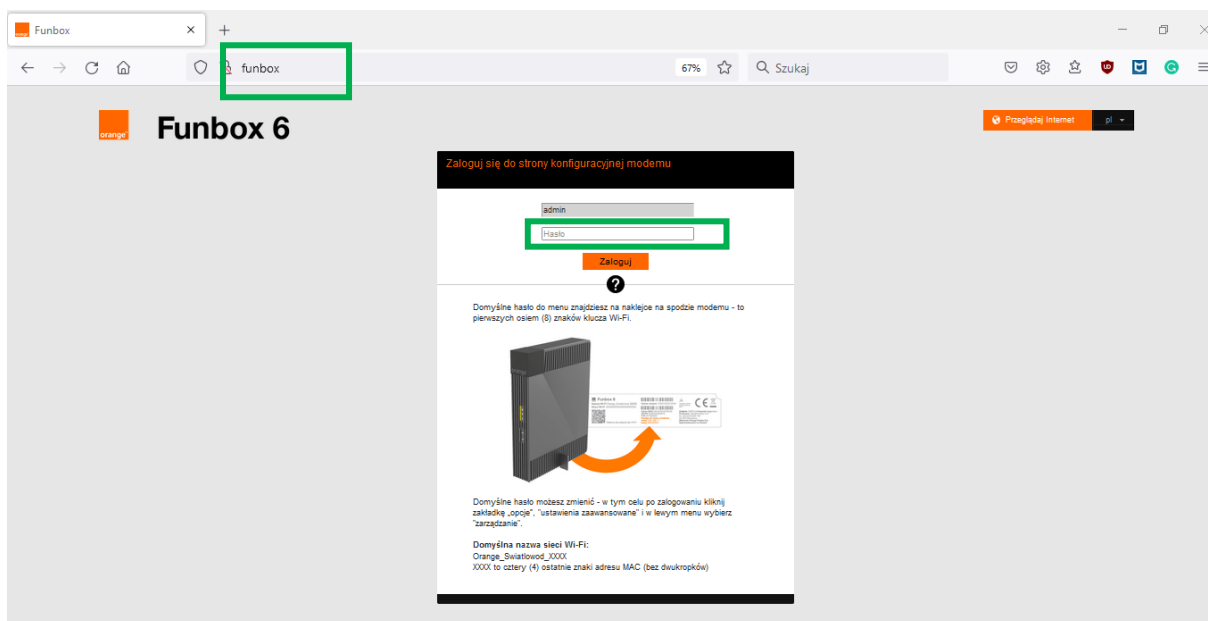 Funbox
funbox
67%
Szukaj
orange
Funbox 6
Przeglądaj Internet
pl
Zaloguj się do strony konfiguracyjnej modemu
admin
Hasło
Zaloguj
?
Domyślne hasło do menu znajdziesz na naklejce na spodzie modemu - to
pierwszych osiem (8) znaków klucza Wi-Fi.
Funbox 6
CE
Domyślne hasło możesz zmienić - w tym celu po zalogowaniu kliknij
zakładkę „opcje", "ustawienia zaawansowane" i w lewym menu wybierz
"zarządzanie".
Domyślna nazwa sieci Wi-Fi:
Orange_Swiatlowod_XXXX
XXXX to cztery (4) ostatnie znaki adresu MAC (bez dwukropków)